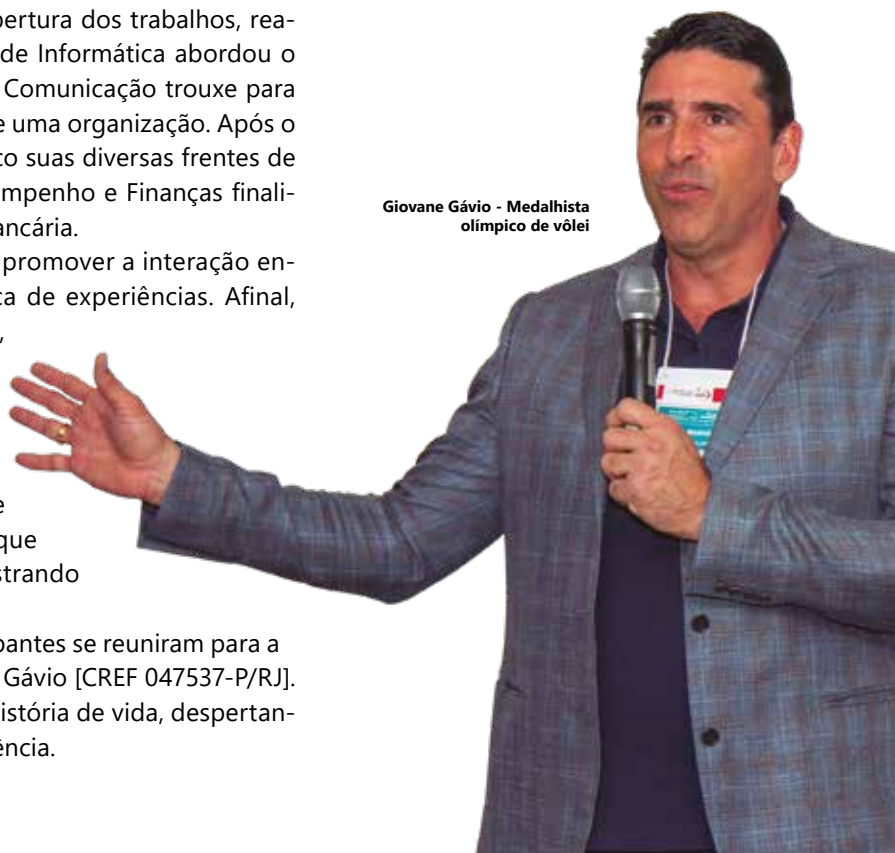 pertura dos trabalhos, rea-
de Informática abordou o
Comunicação trouxe para
e uma organização. Após o
co suas diversas frentes de
mpenho e Finanças finali-
ancária.
promover a interação en-
ca de experiências. Afinal,
,
e
que
strando
pantes se reuniram para a
Gávio [CREF 047537-P/RJ].
istória de vida, despertan-
ência.
Giovane Gávio - Medalhista
olímpico de vôlei